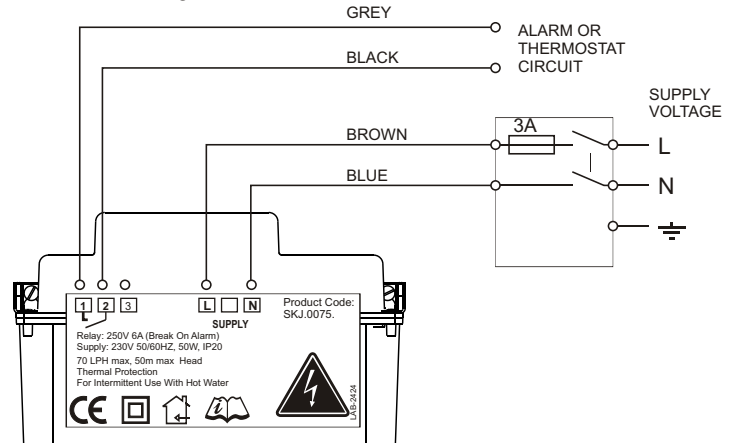 GREY
ALARM OR
THERMOSTAT
CIRCUIT
BLACK
SUPPLY
VOLTAGE
3A
BROWN
L
BLUE
N
1 2 3 L N
SUPPLY
Product Code:
SKJ.0075.
Relay: 250V 6A (Break On Alarm)
Supply: 230V 50/60HZ, 50W, IP20
70 LPH max, 50m max Head
Thermal Protection
For Intermittent Use With Hot Water
CE
LAB-2424